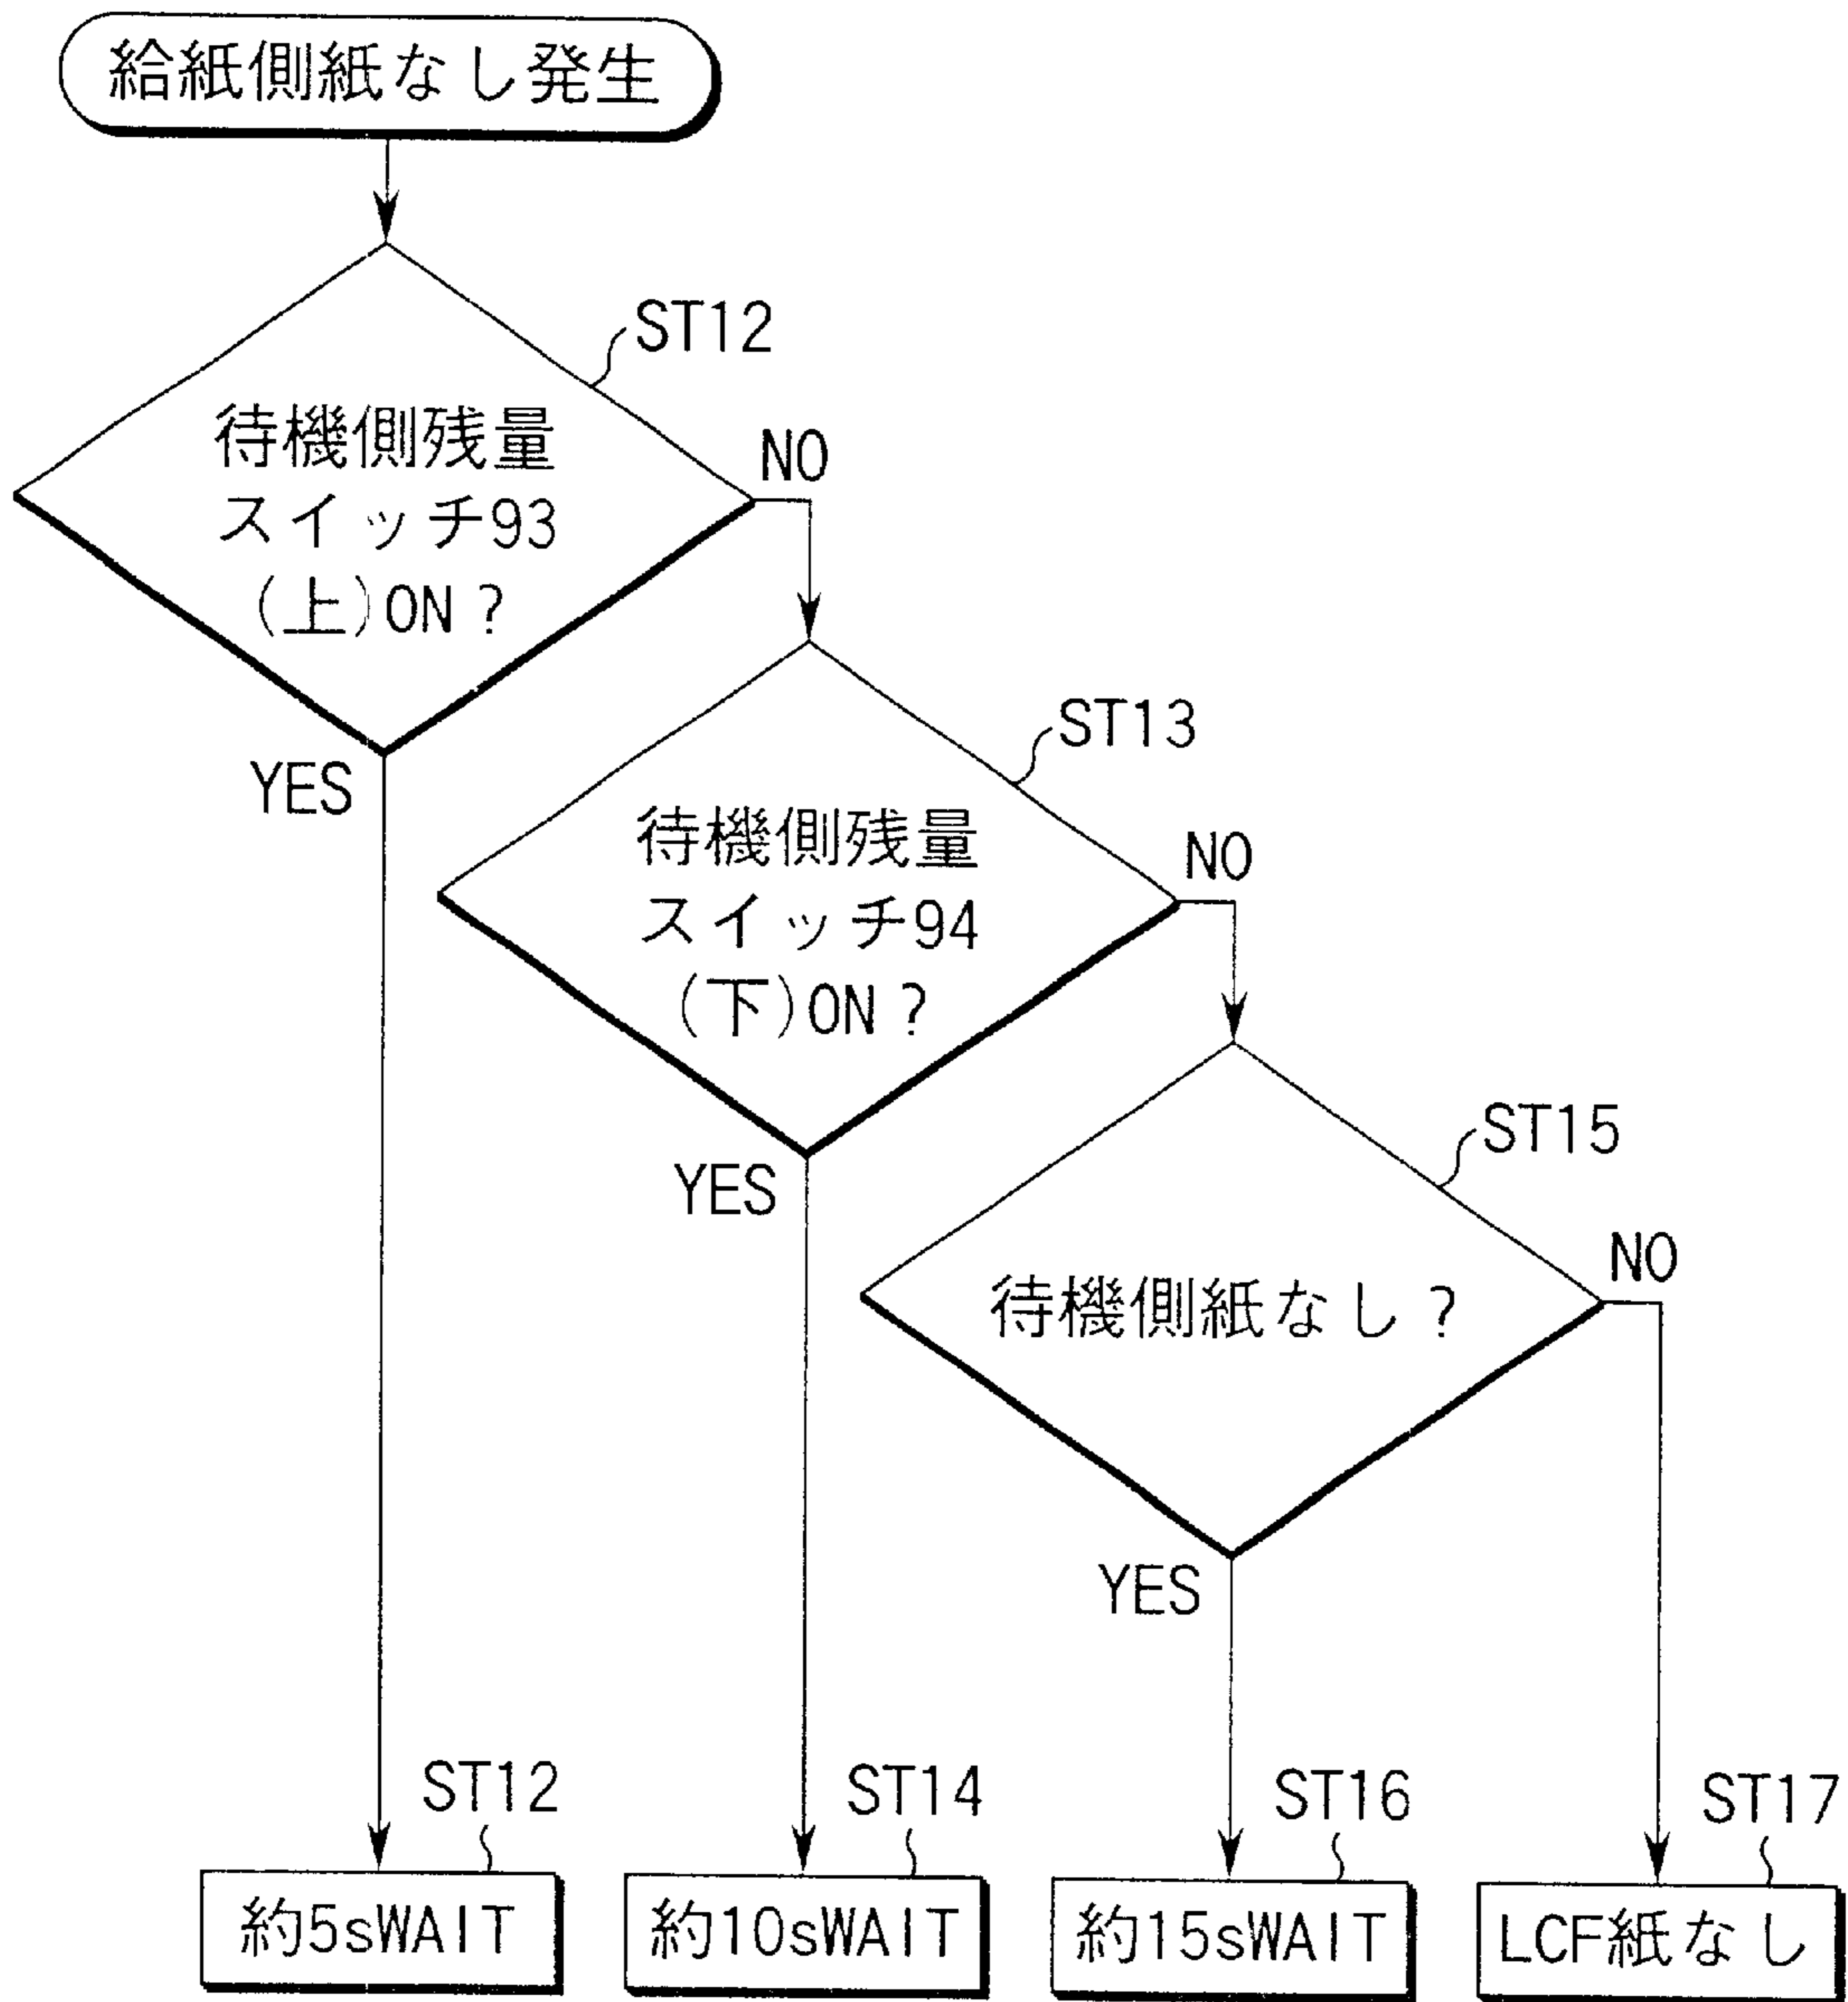 給紙側紙なし発生
ST12
待機側残量
スイッチ93
(上)ON?
NO
YES
ST13
待機側残量
スイッチ94
(下)ON?
NO
YES
ST15
待機側紙なし?
NO
YES
ST12
約5sWAIT
ST14
約10sWAIT
ST16
約15sWAIT
ST17
LCF紙なし